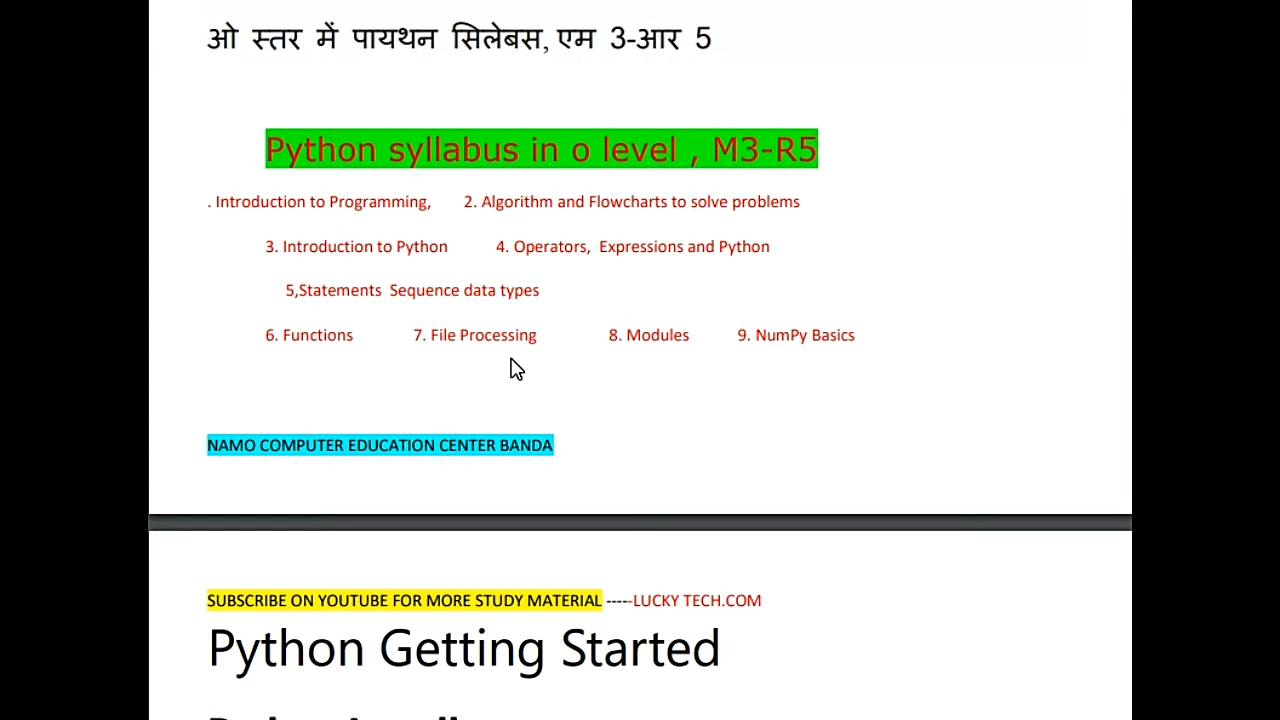 ओ स्तर में पायथन सिलेबस, एम 3-आर 5
Python syllabus in o level , M3-R5
. Introduction to Programming, 2. Algorithm and Flowcharts to solve problems
3. Introduction to Python 4. Operators, Expressions and Python
5,Statements Sequence data types
6. Functions 7. File Processing 8. Modules 9. NumPy Basics
NAMO COMPUTER EDUCATION CENTER BANDA
SUBSCRIBE ON YOUTUBE FOR MORE STUDY MATERIAL -----LUCKY TECH.COM
Python Getting Started